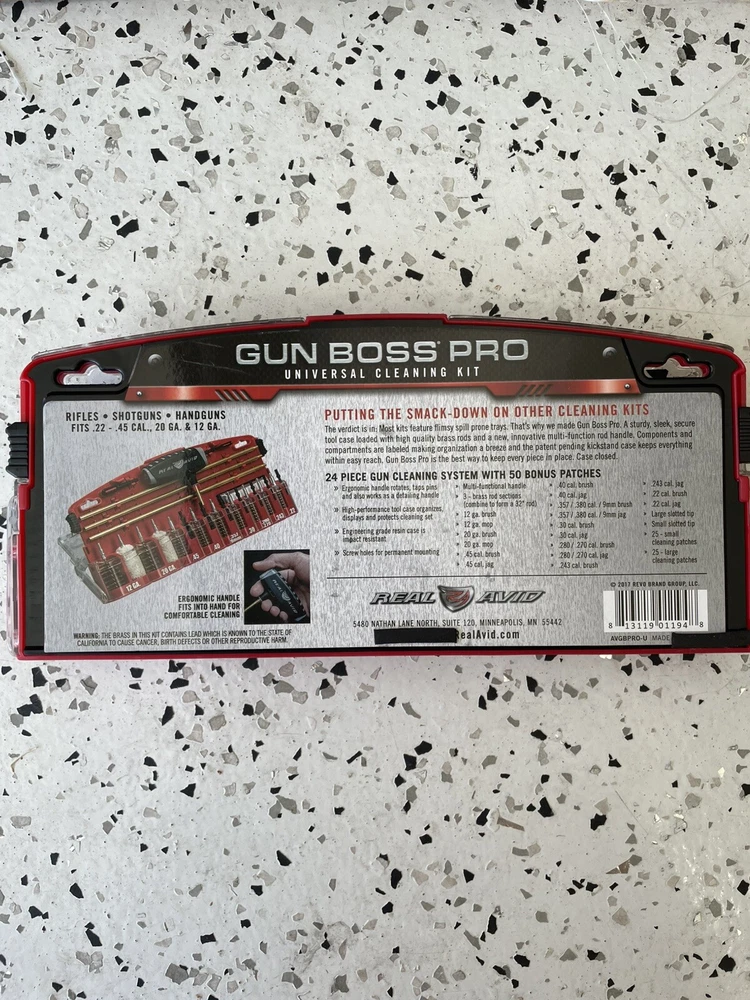 GUN BOSS® PRO
UNIVERSAL CLEANING KIT
RIFLES • SHOTGUNS • HANDGUNS
FITS .22 - .45 CAL., 20 GA. & 12 GA.
REAL AVID
12 GA.
20 GA.
.45
.40
ERGONOMIC HANDLE
FITS INTO HAND FOR
COMFORTABLE CLEANING
WARNING: THE BRASS IN THIS KIT CONTAINS LEAD WHICH IS KNOWN TO THE STATE OF
CALIFORNIA TO CAUSE CANCER, BIRTH DEFECTS OR OTHER REPRODUCTIVE HARM.
PUTTING THE SMACK-DOWN ON OTHER CLEANING KITS
The verdict is in: Most kits feature flimsy spill prone trays. That's why we made Gun Boss Pro. A sturdy, sleek, secure
tool case loaded with high quality brass rods and a new, innovative multi-function rod handle. Components and
compartments are labeled making organization a breeze and the patent pending kickstand case keeps everything
within easy reach. Gun Boss Pro is the best way to keep every piece in place. Case closed.
24 PIECE GUN CLEANING SYSTEM WITH 50 BONUS PATCHES
» Ergonomic handle rotates, taps pins
and also works as a detailing handle
» High-performance tool case organizes,
displays and protects cleaning set
» Engineering grade resin case is
impact resistant
» Screw holes for permanent mounting
• Multi-functional handle
• 3 – brass rod sections
(combine to form a 32" rod)
• 12 ga. brush
• 12 ga. mop
• 20 ga. brush
• 20 ga. mop
• .45 cal. brush
• .45 cal. jag
• .40 cal. brush
• .40 cal. jag
• .357 / .380 cal. / 9mm brush
• .357 / .380 cal. / 9mm jag
• .30 cal. brush
• .30 cal. jag
• .280 / .270 cal. brush
• .280 / .270 cal. jag
• .243 cal. brush
• .243 cal. jag
• .22 cal. brush
• .22 cal. jag
• Large slotted tip
• Small slotted tip
• 25 - small
cleaning patches
• 25 - large
cleaning patches
REAL AVID
5480 NATHAN LANE NORTH, SUITE 120, MINNEAPOLIS, MN 55442
RealAvid.com
© 2017 REVO BRAND GROUP, LLC.
8 13119 01194 8
AVGBPRO-U MADE